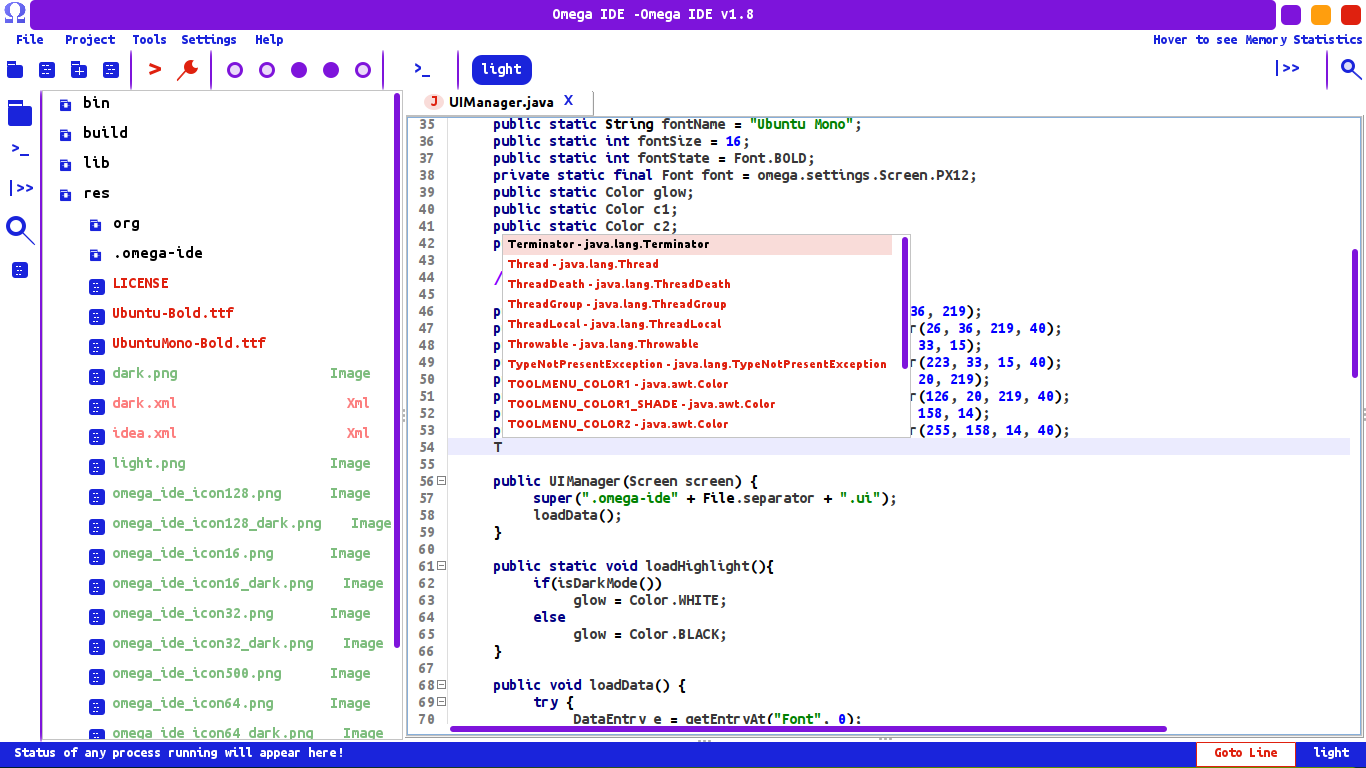 Omega IDE -Omega IDE v1.8
File Project Tools Settings Help
Hover to see Memory Statistics
> >_ light |>>
J UIManager.java X
>_
|>>
bin
build
lib
res
org
.omega-ide
LICENSE
Ubuntu-Bold.ttf
UbuntuMono-Bold.ttf
dark.png Image
dark.xml Xml
idea.xml Xml
light.png Image
omega_ide_icon128.png Image
omega_ide_icon128_dark.png Image
omega_ide_icon16.png Image
omega_ide_icon16_dark.png Image
omega_ide_icon32.png Image
omega_ide_icon32_dark.png Image
omega_ide_icon500.png Image
omega_ide_icon64.png Image
omega_ide_icon64_dark.png Image
35 public static String fontName = "Ubuntu Mono";
36 public static int fontSize = 16;
37 public static int fontState = Font.BOLD;
38 private static final Font font = omega.settings.Screen.PX12;
39 public static Color glow;
40 public static Color c1;
41 public static Color c2;
42 p
43
44 /
45
46 p 36, 219);
47 p r(26, 36, 219, 40);
48 p 33, 15);
49 p r(223, 33, 15, 40);
50 p 20, 219);
51 p r(126, 20, 219, 40);
52 p 158, 14);
53 p r(255, 158, 14, 40);
54 T
Terminator - java.lang.Terminator
Thread - java.lang.Thread
ThreadDeath - java.lang.ThreadDeath
ThreadGroup - java.lang.ThreadGroup
ThreadLocal - java.lang.ThreadLocal
Throwable - java.lang.Throwable
TypeNotPresentException - java.lang.TypeNotPresentException
TOOLMENU_COLOR1 - java.awt.Color
TOOLMENU_COLOR1_SHADE - java.awt.Color
TOOLMENU_COLOR2 - java.awt.Color
55
56 public UIManager(Screen screen) {
57 super(".omega-ide" + File.separator + ".ui");
58 loadData();
59 }
60
61 public static void loadHighlight(){
62 if(isDarkMode())
63 glow = Color.WHITE;
64 else
65 glow = Color.BLACK;
66 }
67
68 public void loadData() {
69 try {
70 DataEntry e = getEntryAt("Font", 0);
Status of any process running will appear here!
Goto Line light